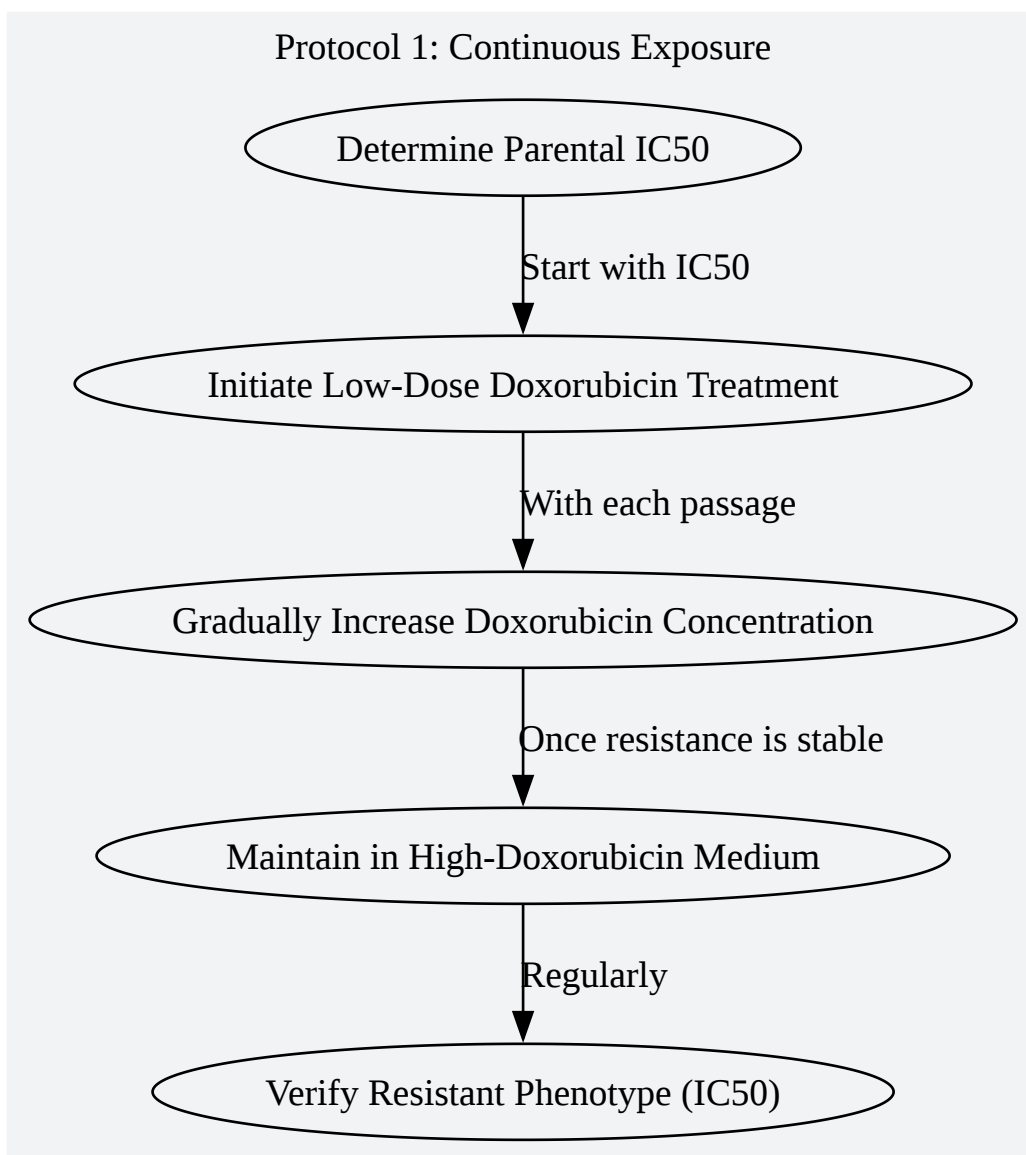 Protocol 1: Continuous Exposure
Determine Parental IC50
Start with IC50
Initiate Low-Dose Doxorubicin Treatment
With each passage
Gradually Increase Doxorubicin Concentration
Once resistance is stable
Maintain in High-Doxorubicin Medium
Regularly
Verify Resistant Phenotype (IC50)